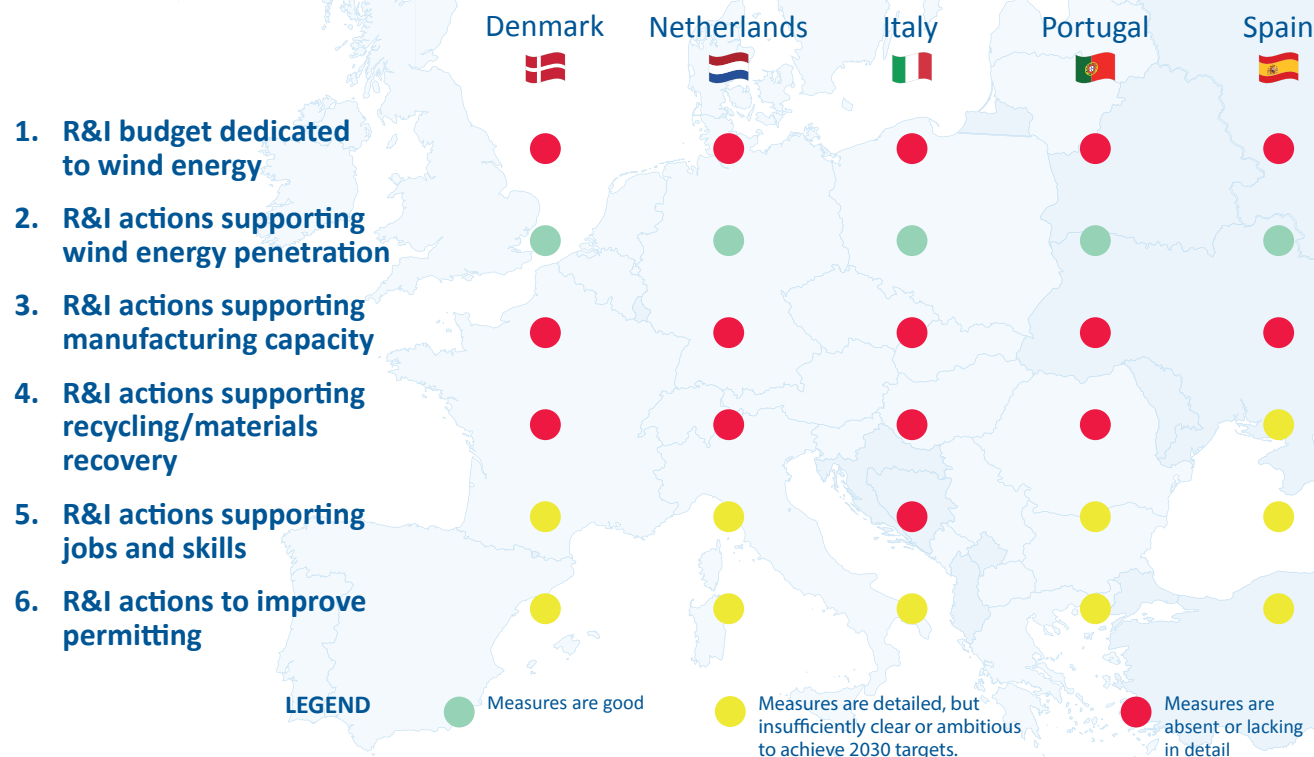 Denmark Netherlands Italy Portugal Spain
1. R&I budget dedicated
to wind energy
2. R&I actions supporting
wind energy penetration
3. R&I actions supporting
manufacturing capacity
4. R&I actions supporting
recycling/materials
recovery
5. R&I actions supporting
jobs and skills
6. R&I actions to improve
permitting
LEGEND
Measures are good
Measures are detailed, but
insufficiently clear or ambitious
to achieve 2030 targets.
Measures are
absent or lacking
in detail